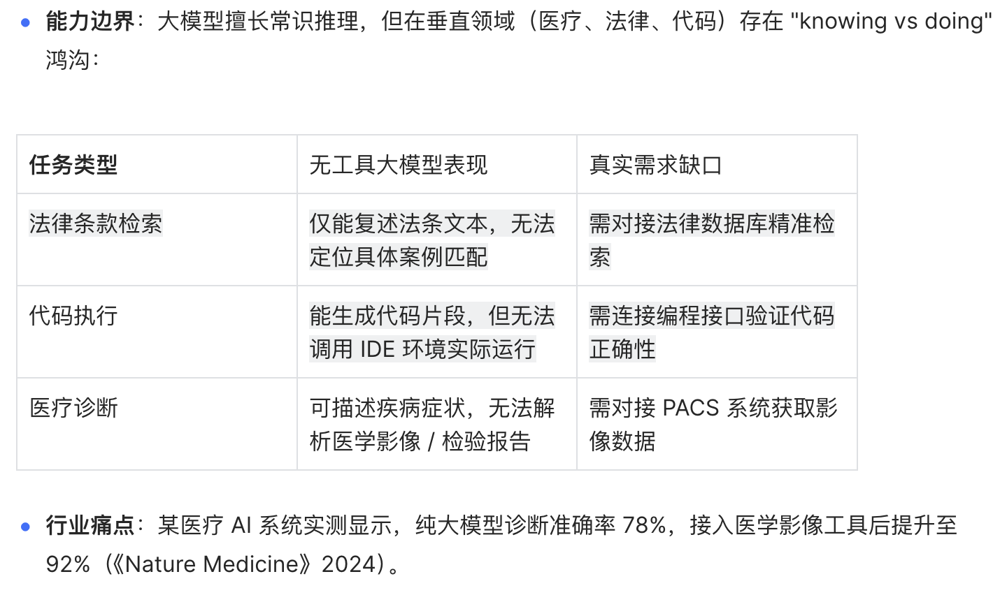 能力边界：大模型擅长常识推理，但在垂直领域（医疗、法律、代码）存在 "knowing vs doing"
鸿沟：
任务类型 无工具大模型表现 真实需求缺口
法律条款检索 仅能复述法条文本，无法 需对接法律数据库精准检
定位具体案例匹配 索
代码执行 能生成代码片段，但无法 需连接编程接口验证代码
调用 IDE 环境实际运行 正确性
医疗诊断 可描述疾病症状，无法解 需对接 PACS 系统获取影
析医学影像 / 检验报告 像数据
行业痛点：某医疗 AI 系统实测显示，纯大模型诊断准确率 78%，接入医学影像工具后提升至
92%（《Nature Medicine》2024）。